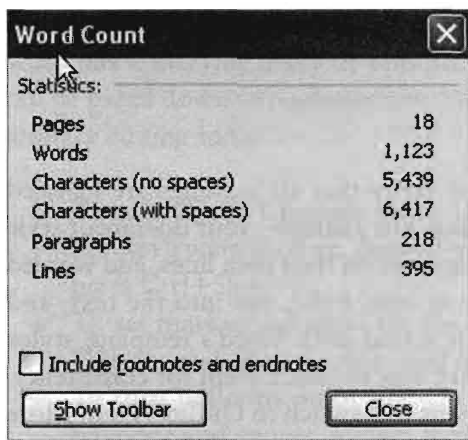 Word Count
Statistics:
Pages 18
Words 1,123
Characters (no spaces) 5,439
Characters (with spaces) 6,417
Paragraphs 218
Lines 395
Include footnotes and endnotes
Show Toolbar Close